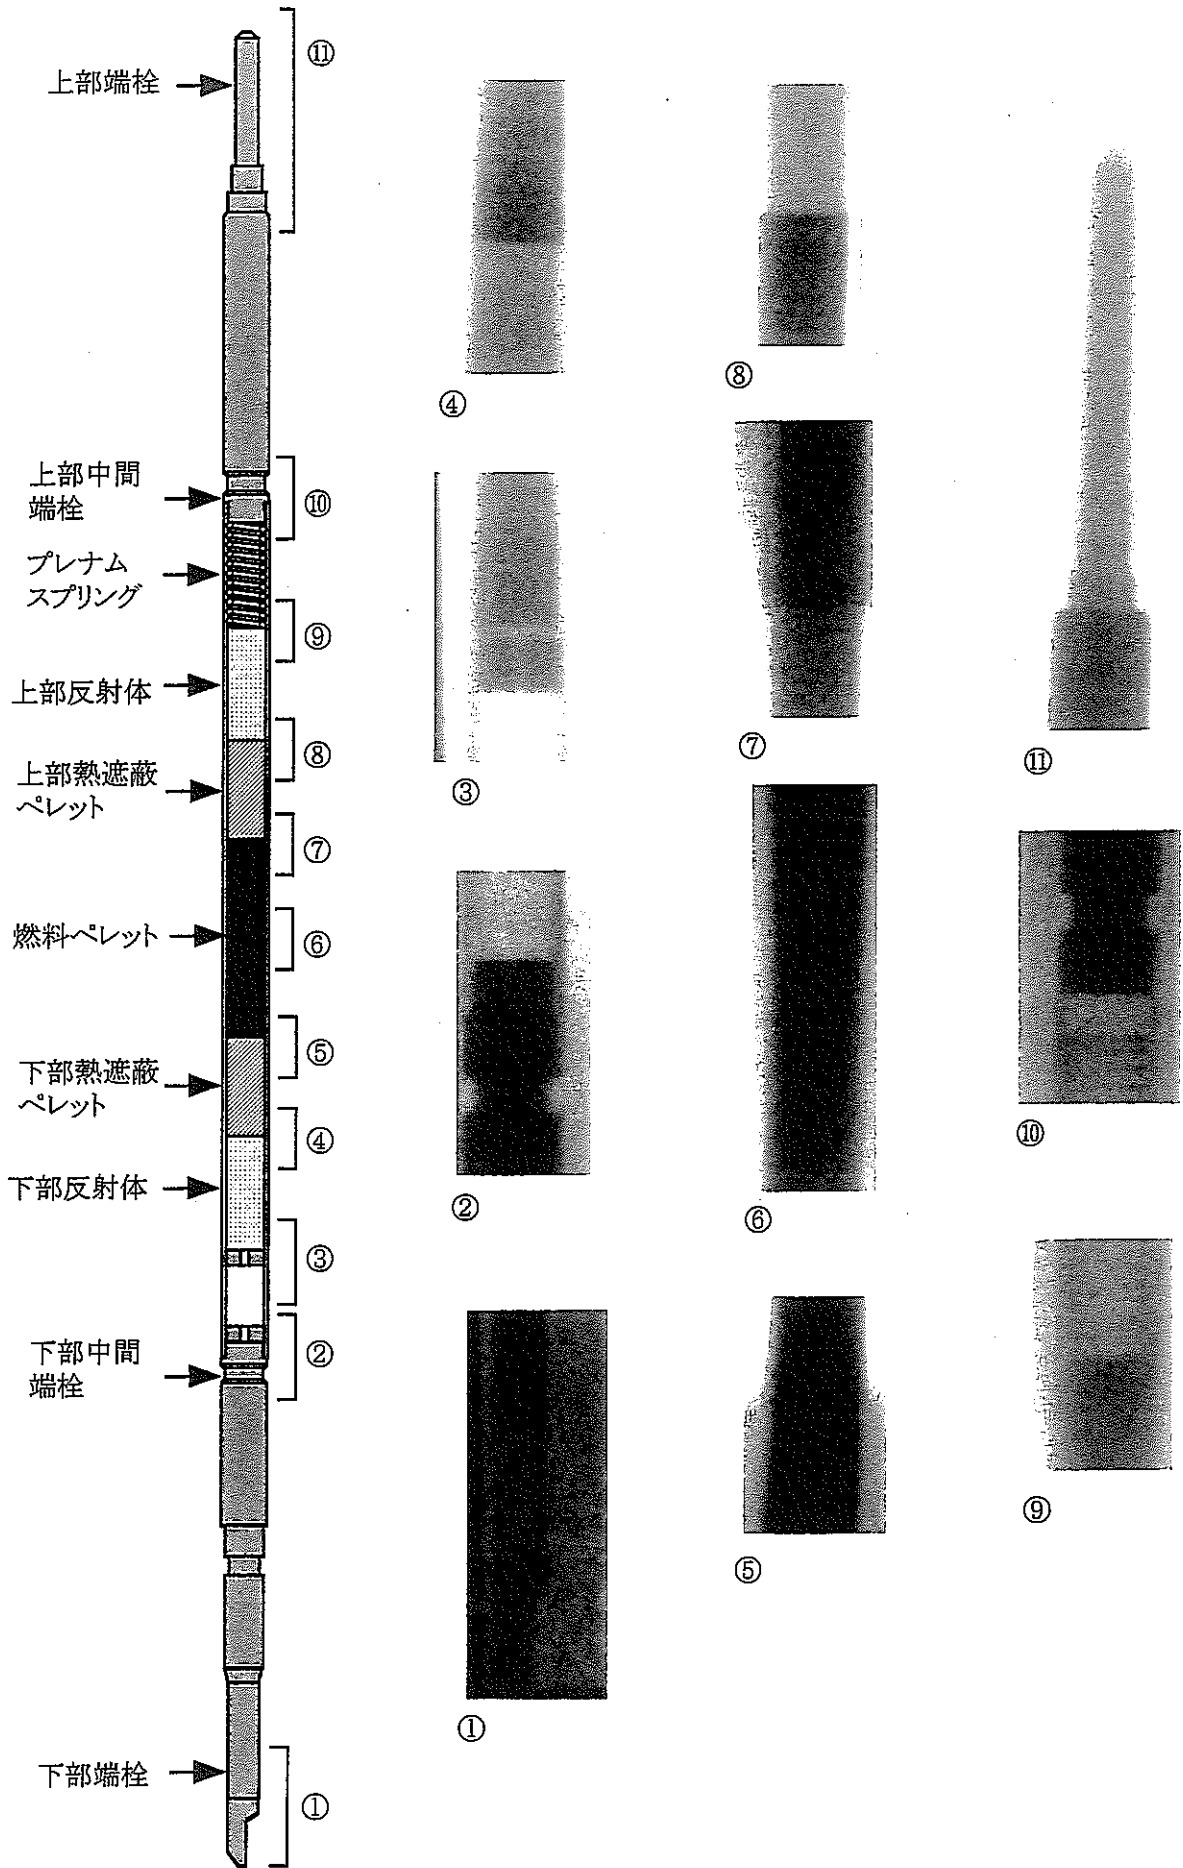 上部端栓
上部中間
端栓
プレナム
スプリング
上部反射体
上部熱遮蔽
ペレット
燃料ペレット
下部熱遮蔽
ペレット
下部反射体
下部中間
端栓
下部端栓
⑪
⑩
⑨
⑧
⑦
⑥
⑤
④
③
②
①
④
③
②
①
⑧
⑦
⑥
⑤
⑪
⑩
⑨